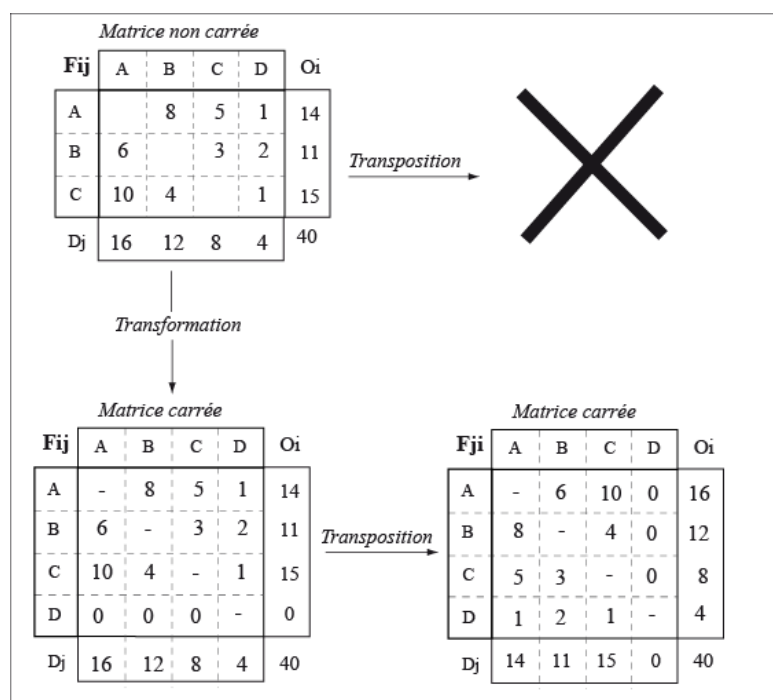 Matrice non carrée
Fij A B C D Oi
A 8 5 1 14
B 6 3 2 11
C 10 4 1 15
Dj 16 12 8 4 40
Transposition
Transformation
Matrice carrée
Fij A B C D Oi
A - 8 5 1 14
B 6 - 3 2 11
C 10 4 - 1 15
D 0 0 0 - 0
Dj 16 12 8 4 40
Transposition
Matrice carrée
Fji A B C D Oi
A - 6 10 0 16
B 8 - 4 0 12
C 5 3 - 0 8
D 1 2 1 - 4
Dj 14 11 15 0 40